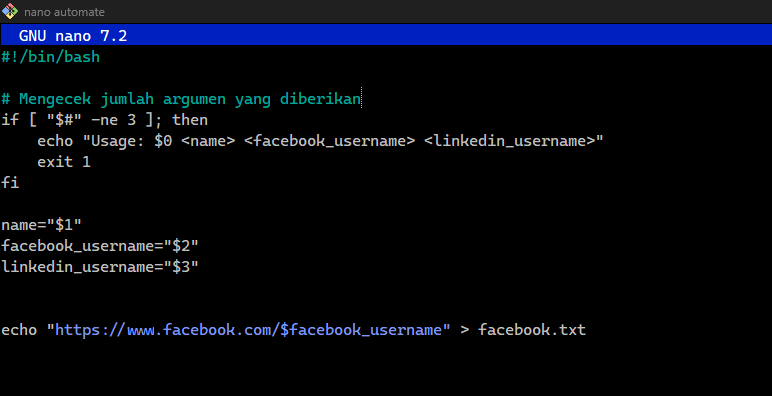 nano automate
GNU nano 7.2
#!/bin/bash
# Mengecek jumlah argumen yang diberikan
if [ "$#" -ne 3 ]; then
    echo "Usage: $0 <name> <facebook_username> <linkedin_username>"
    exit 1
fi
name="$1"
facebook_username="$2"
linkedin_username="$3"
echo "https://www.facebook.com/$facebook_username" > facebook.txt